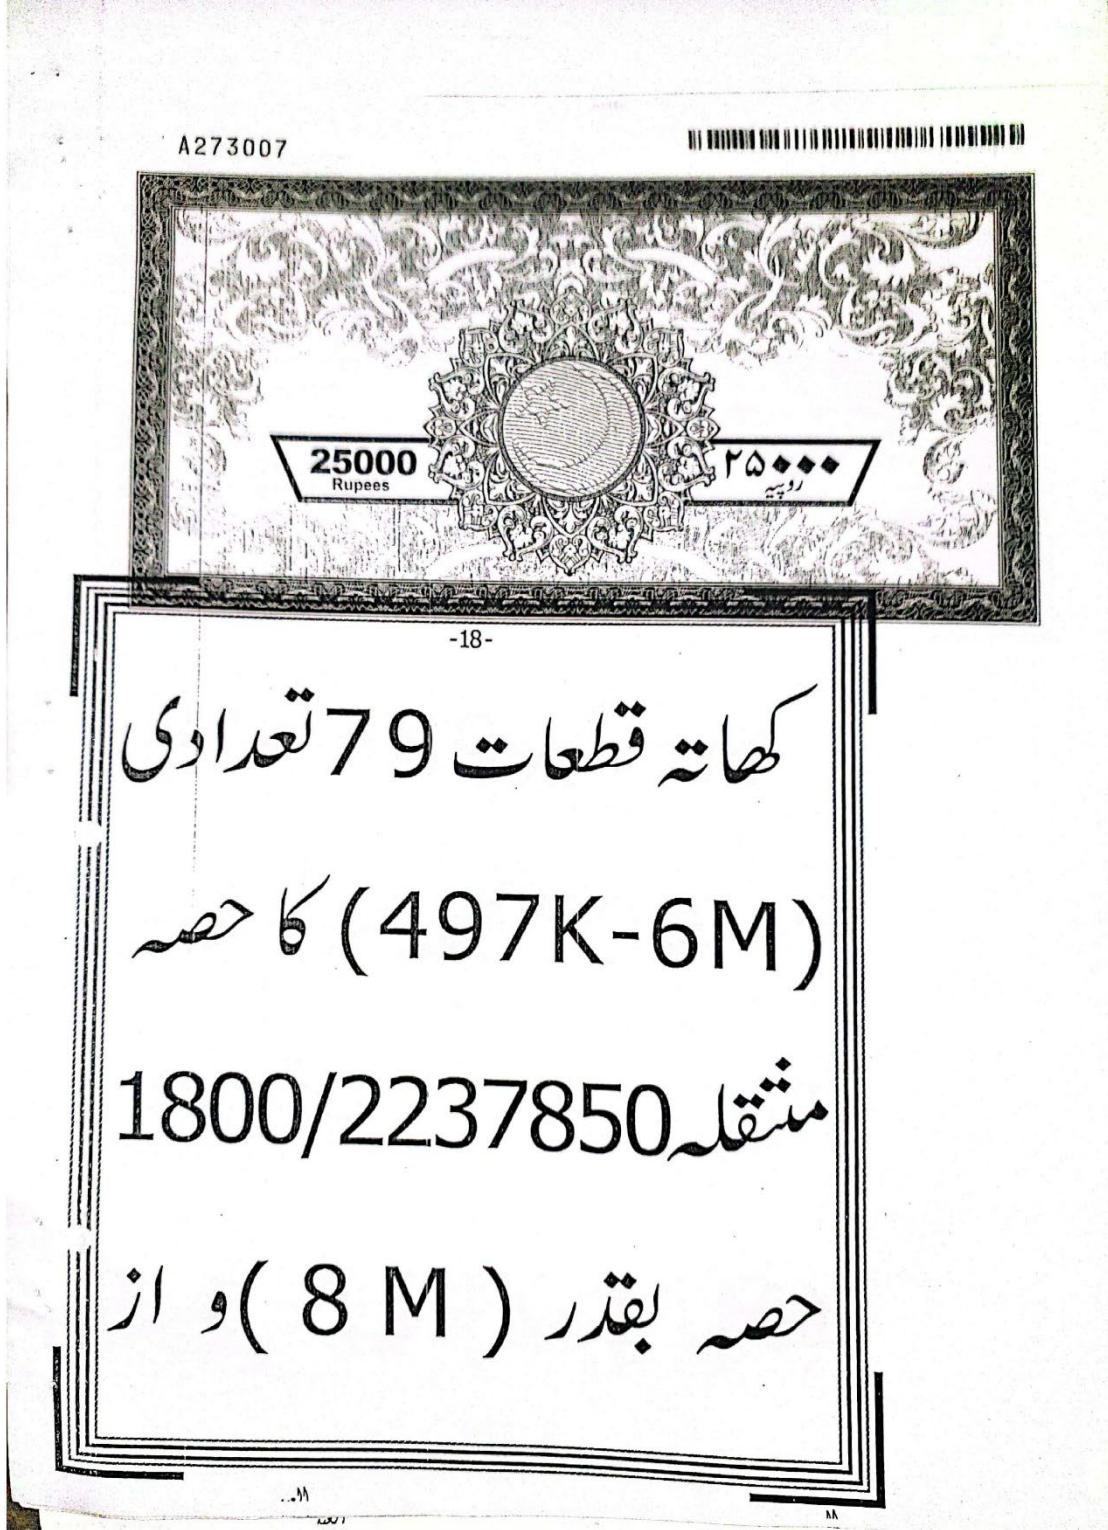 A273007
25000
Rupees
۲۵۰۰۰
روپیہ
-18-
کھاتہ قطعات 79 تعدادی
(497K-6M) کا حصہ
منتقلہ 1800/2237850
حصہ بقدر ( 8 M ) و از